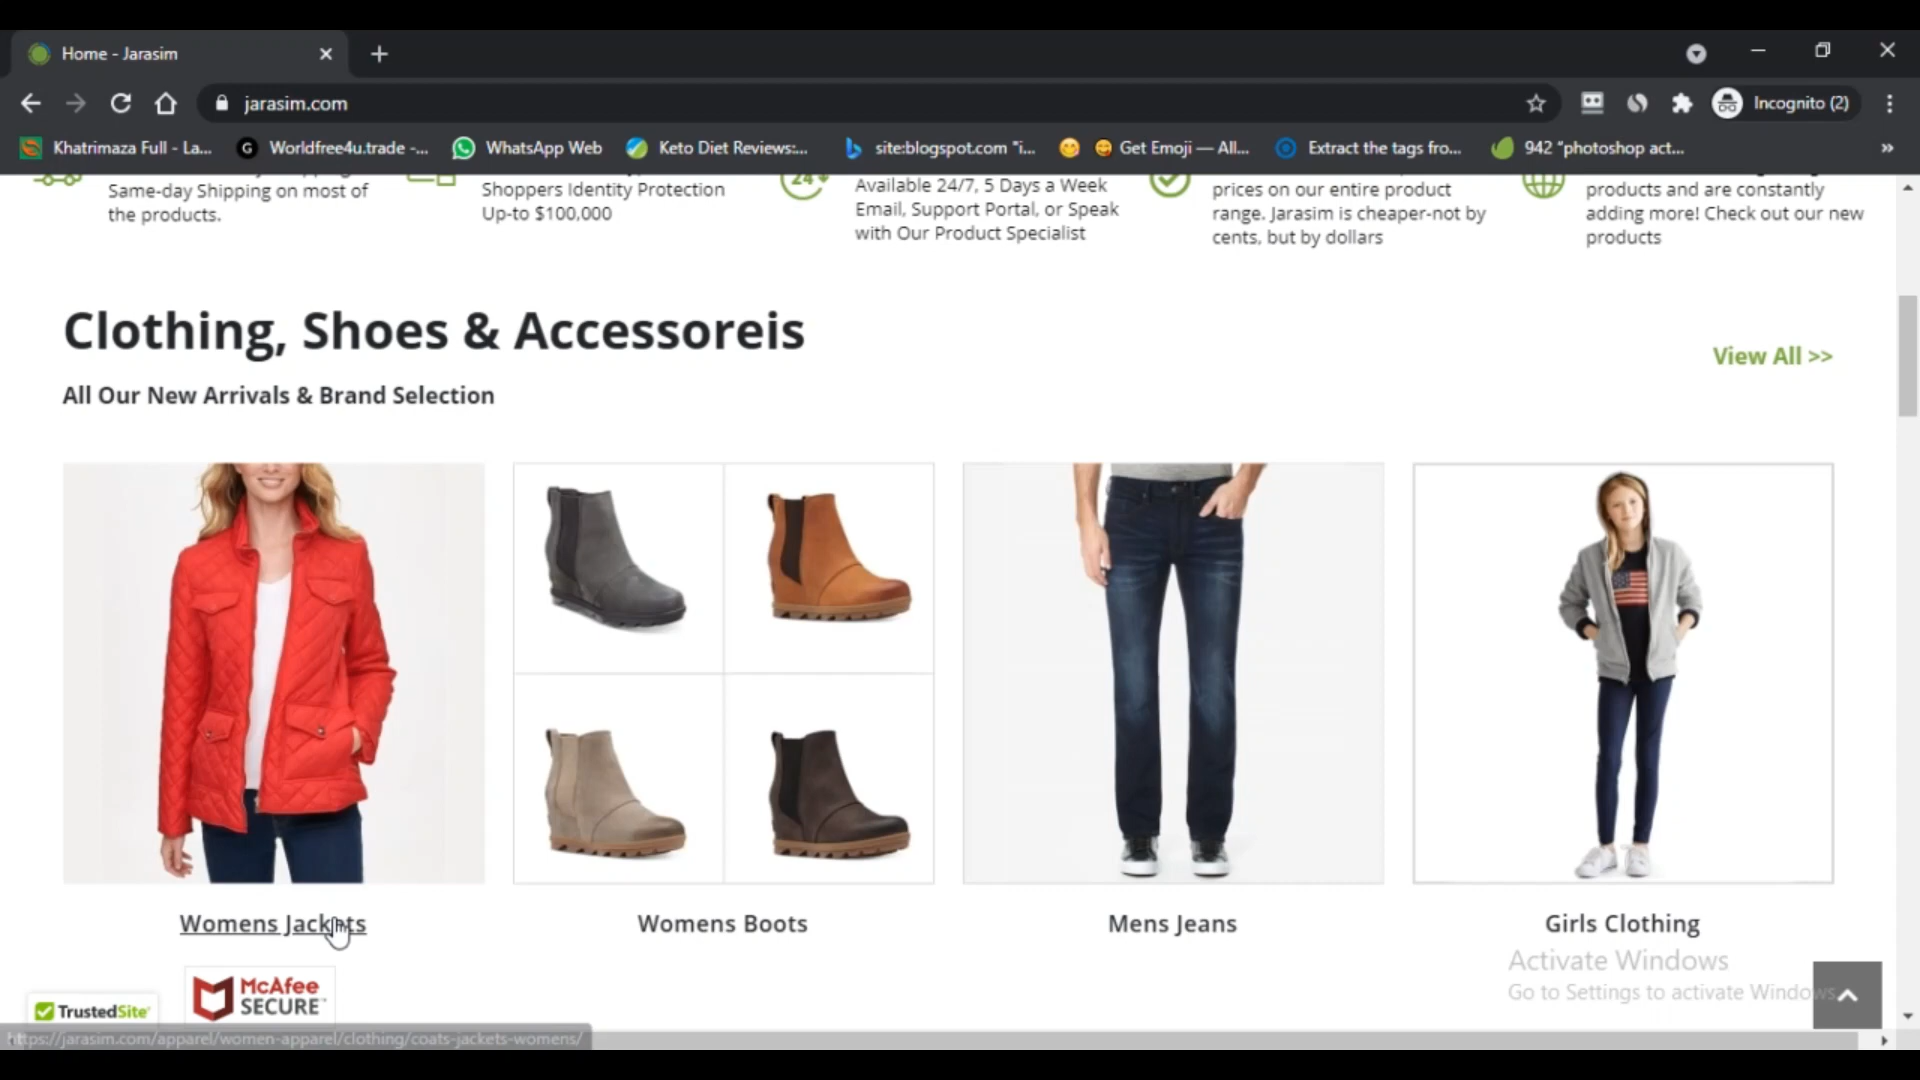 Home - Jarasim
jarasim.com
Incognito (2)
Khatrimaza Full - La...
G Worldfree4u.trade -...
WhatsApp Web
Keto Diet Reviews:...
site:blogspot.com "i...
Get Emoji — All...
Extract the tags fro...
942 "photoshop act...
»
Same-day Shipping on most of
the products.
Shoppers Identity Protection
Up-to $100,000
24
Available 24/7, 5 Days a Week
Email, Support Portal, or Speak
with Our Product Specialist
prices on our entire product
range. Jarasim is cheaper-not by
cents, but by dollars
products and are constantly
adding more! Check out our new
products
Clothing, Shoes & Accessoreis
View All >>
All Our New Arrivals & Brand Selection
Womens Jackets
Womens Boots
Mens Jeans
Girls Clothing
Activate Windows
Go to Settings to activate Windows.
McAfee
SECURE™
TrustedSite®
https://jarasim.com/apparel/women-apparel/clothing/coats-jackets-womens/